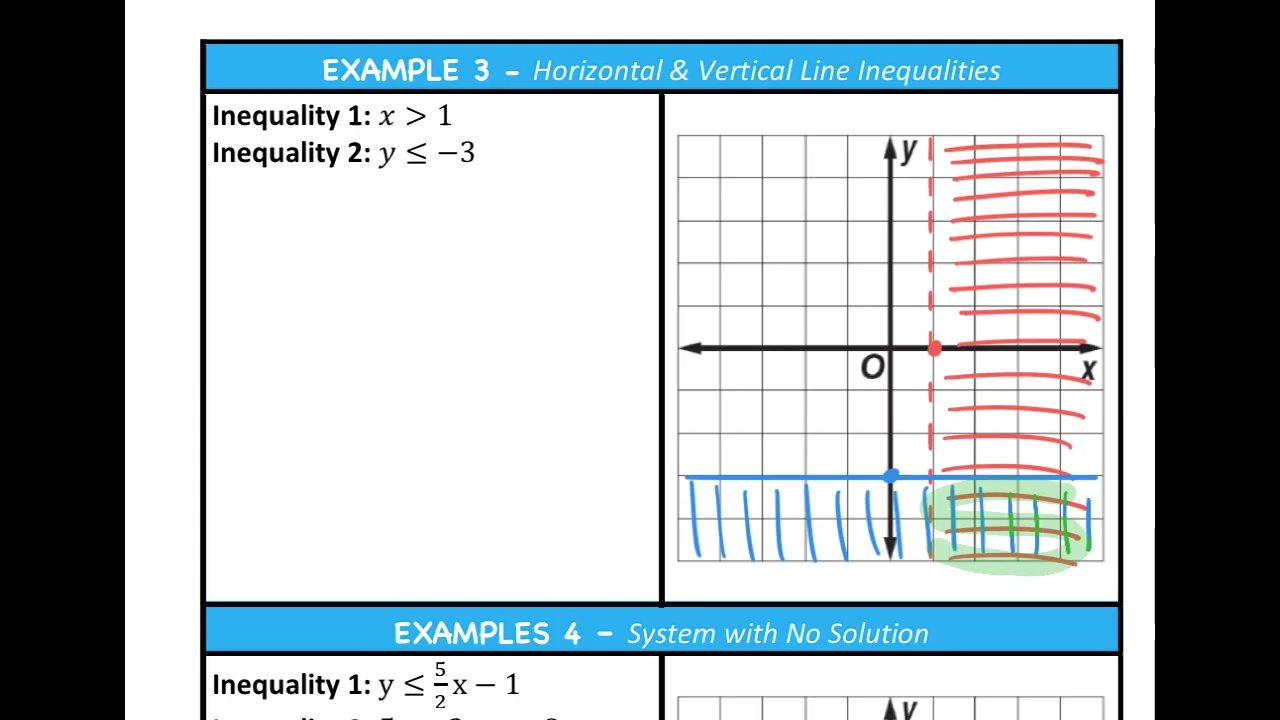 EXAMPLE 3 – Horizontal & Vertical Line Inequalities
Inequality 1: x > 1
Inequality 2: y ≤ −3
y
O
x
EXAMPLES 4 – System with No Solution
Inequality 1: y ≤ 5/2 x − 1
y